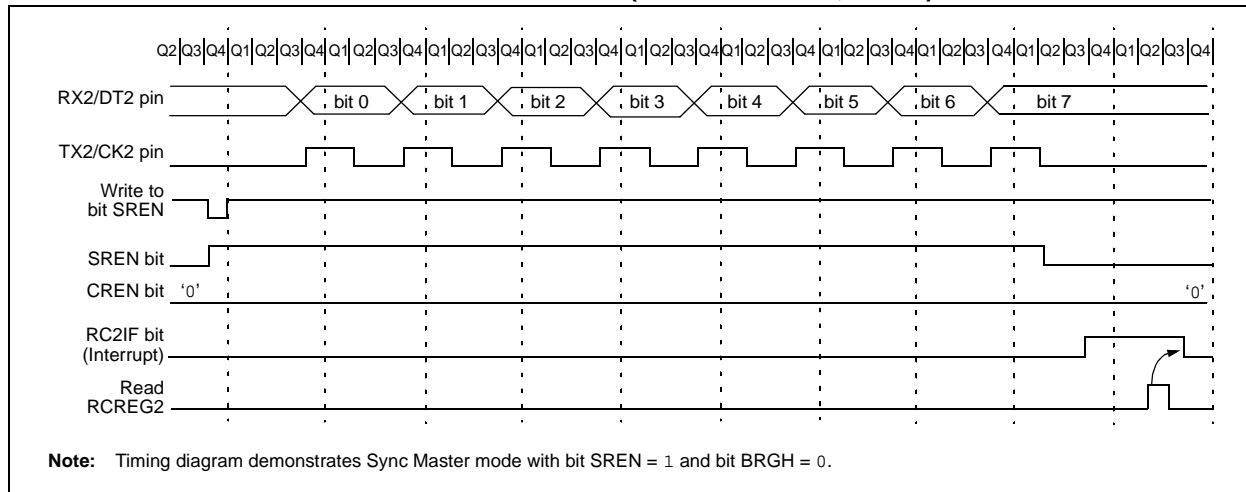 Q2 Q3 Q4 Q1 Q2 Q3 Q4 Q1 Q2 Q3 Q4 Q1 Q2 Q3 Q4 Q1 Q2 Q3 Q4 Q1 Q2 Q3 Q4 Q1 Q2 Q3 Q4 Q1 Q2 Q3 Q4 Q1 Q2 Q3 Q4 Q1 Q2 Q3 Q4 Q1 Q2 Q3 Q4
RX2/DT2 pin
bit 0 bit 1 bit 2 bit 3 bit 4 bit 5 bit 6 bit 7
TX2/CK2 pin
Write to
bit SREN
SREN bit
CREN bit '0' '0'
RC2IF bit
(Interrupt)
Read
RCREG2
Note: Timing diagram demonstrates Sync Master mode with bit SREN = 1 and bit BRGH = 0.